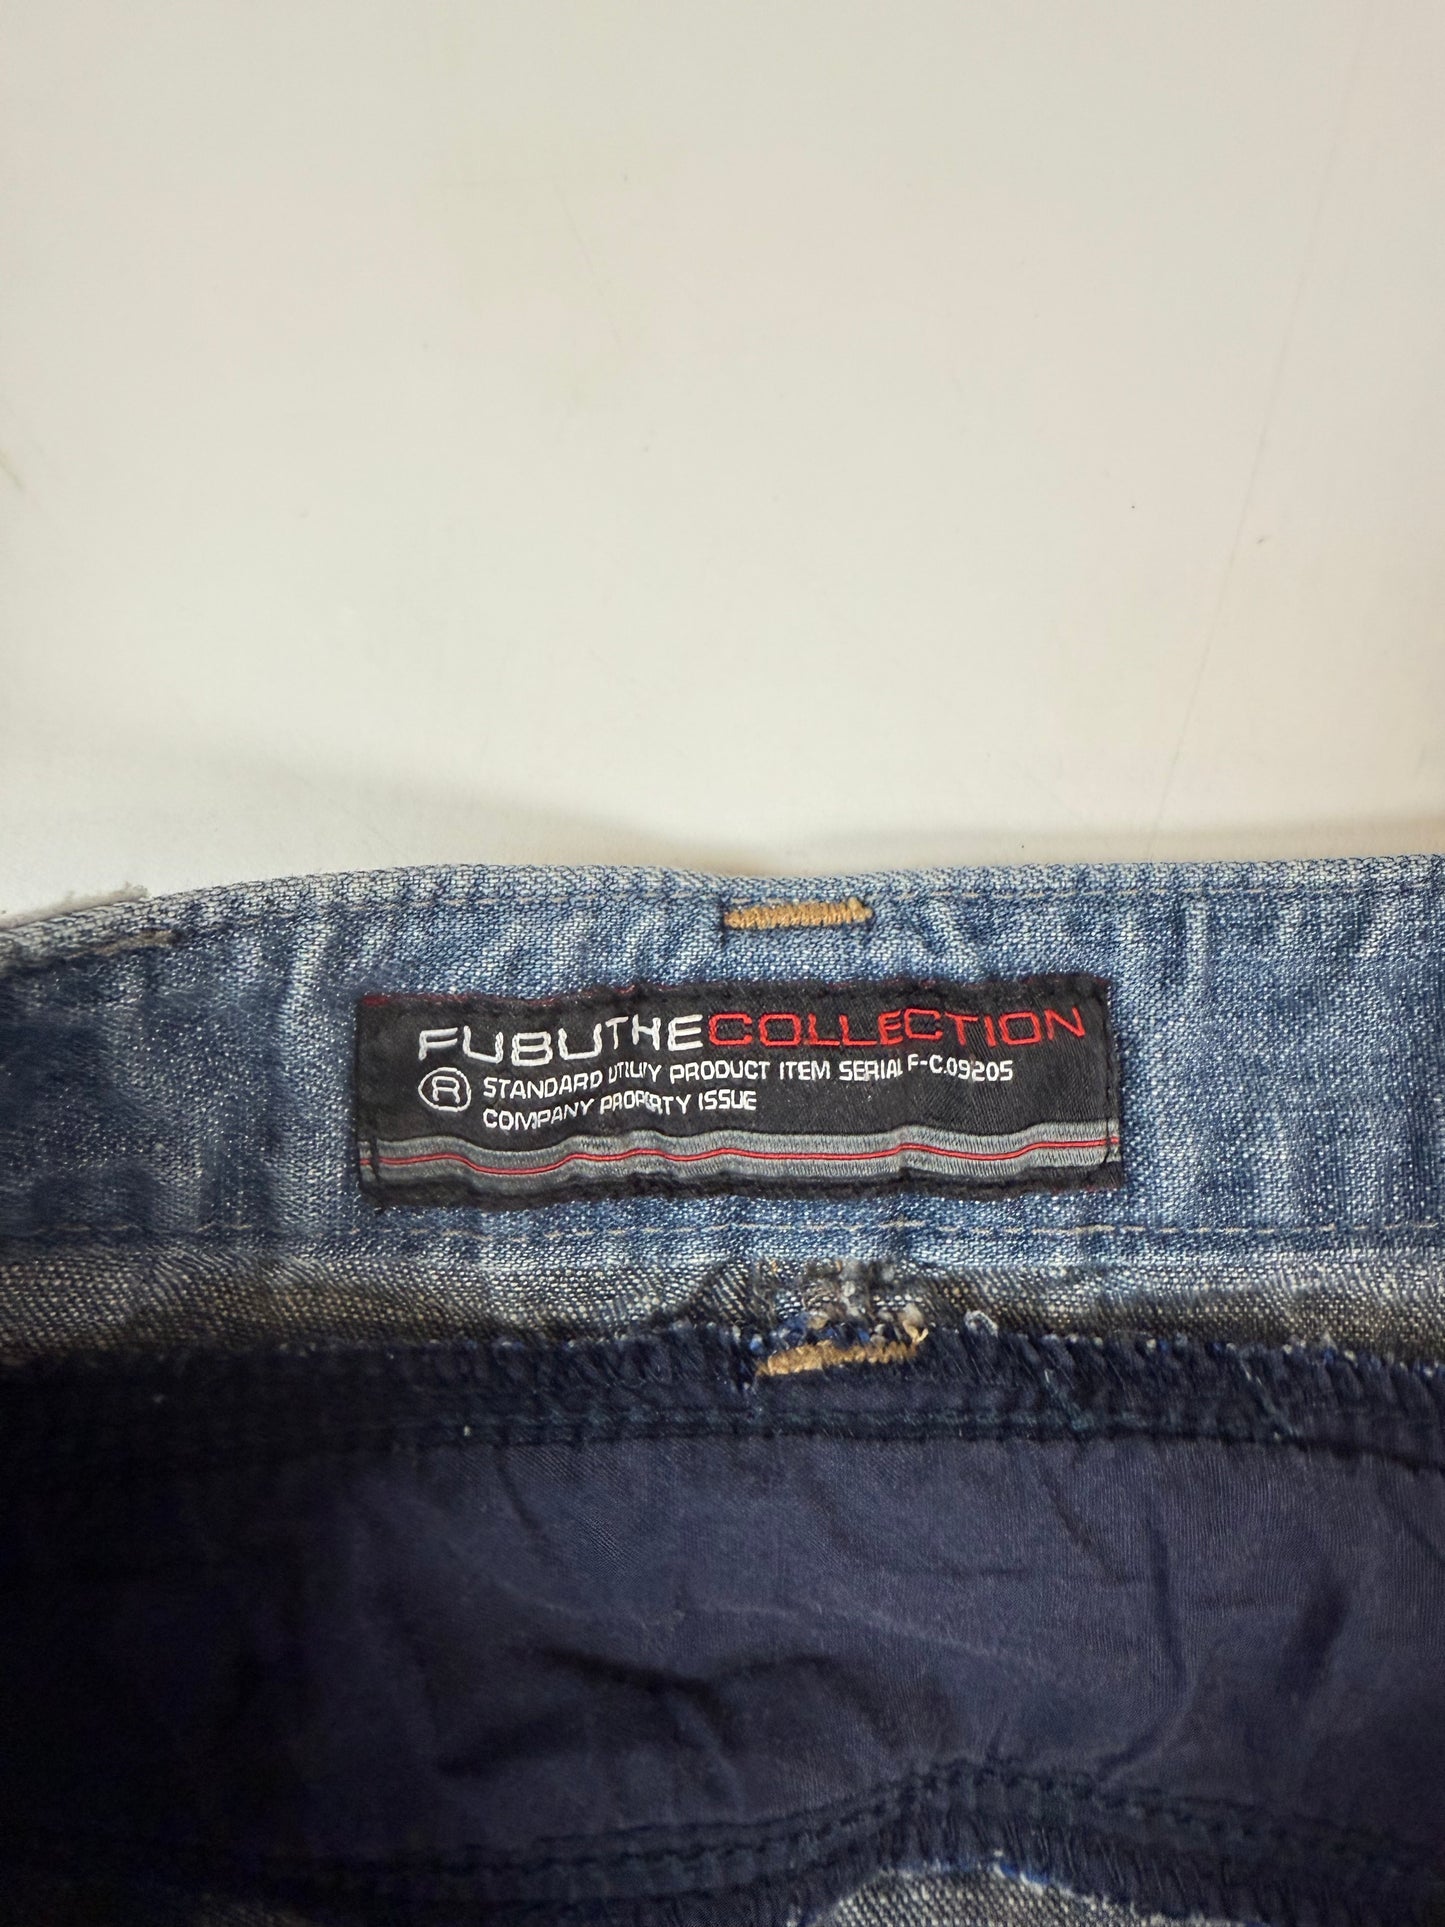 FUBUTHECOLLECTION
® STANDARD UTILITY PRODUCT ITEM SERIAL F-C.09205
COMPANY PROPERTY ISSUE